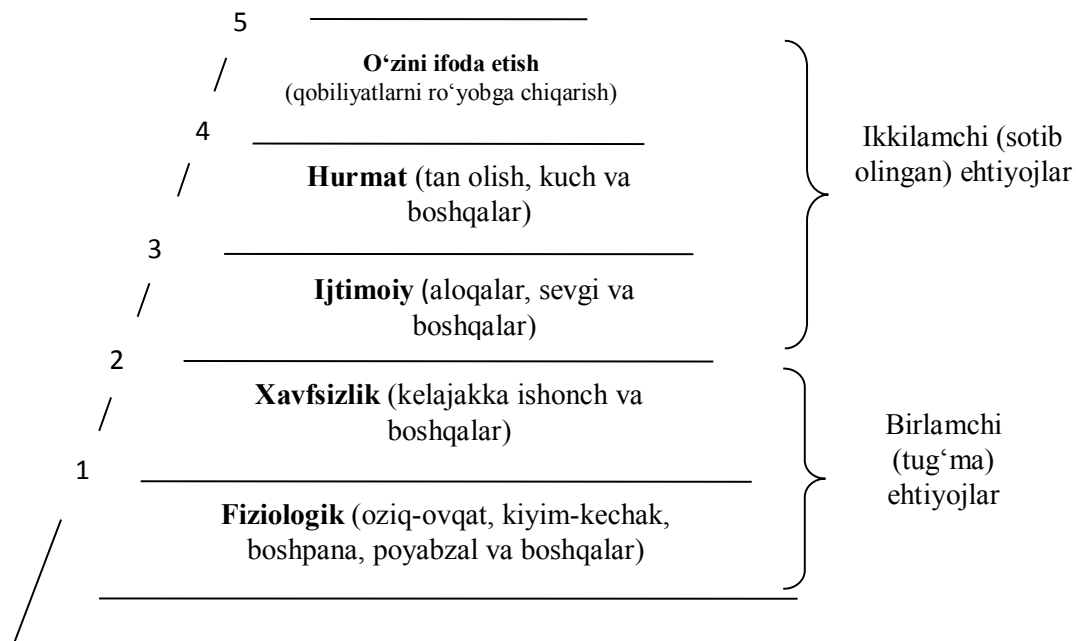 5
O‘zini ifoda etish
(qobiliyatlarni ro‘yobga chiqarish)
4
Hurmat (tan olish, kuch va
boshqalar)
3
Ijtimoiy (aloqalar, sevgi va
boshqalar)
Ikkilamchi (sotib
olingan) ehtiyojlar
2
Xavfsizlik (kelajakka ishonch va
boshqalar)
1
Fiziologik (oziq-ovqat, kiyim-kechak,
boshpana, poyabzal va boshqalar)
Birlamchi
(tug‘ma)
ehtiyojlar